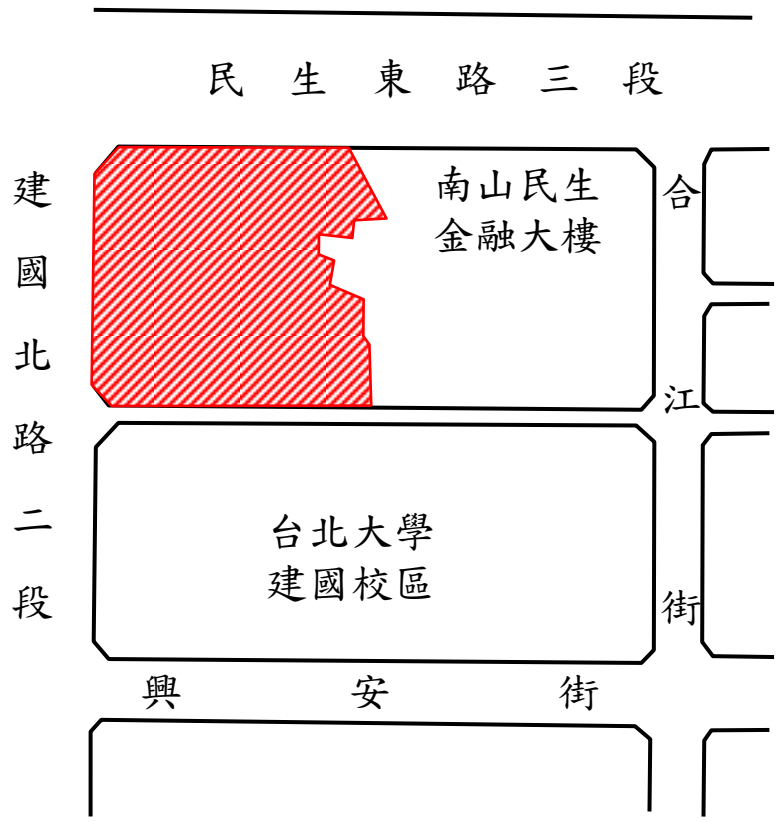 民生東路三段
建國北路二段
南山民生
金融大樓
合江街
台北大學
建國校區
興安街